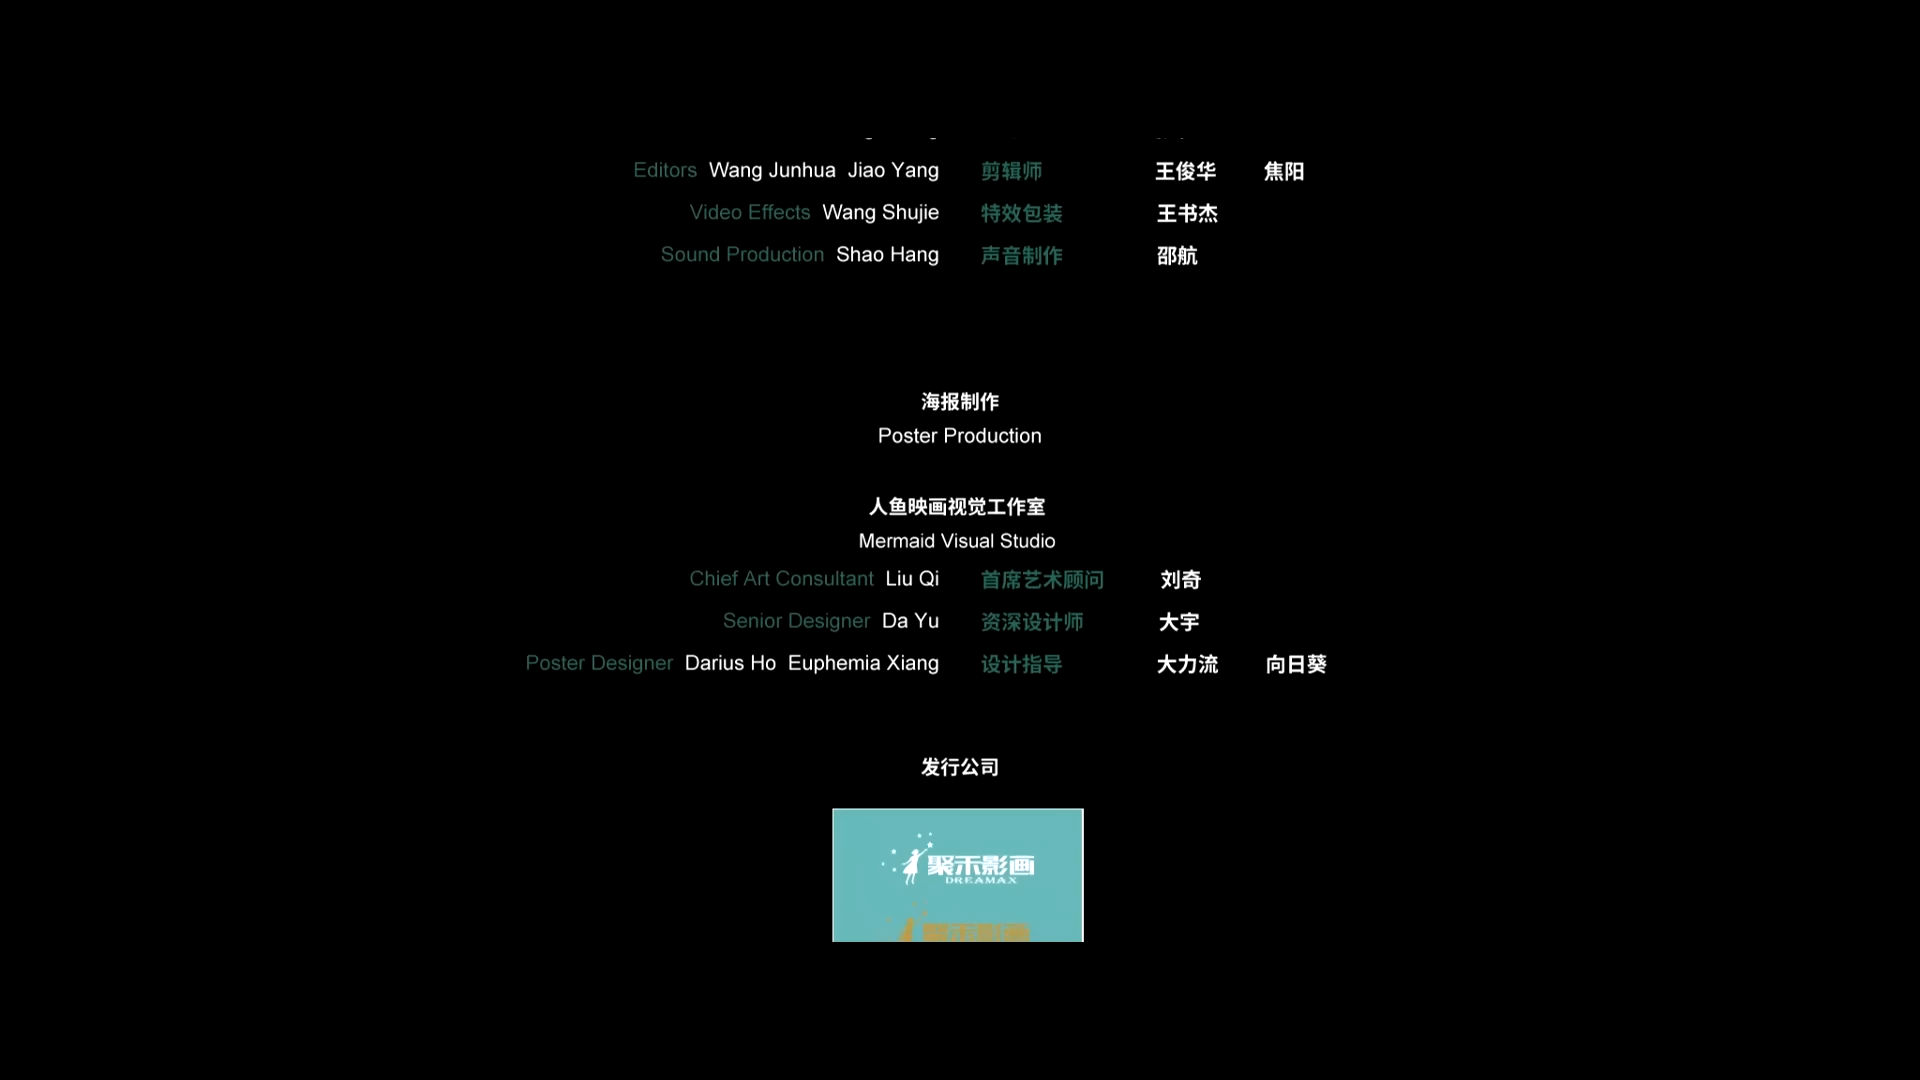 Editors Wang Junhua Jiao Yang 剪辑师 王俊华 焦阳
Video Effects Wang Shujie 特效包装 王书杰
Sound Production Shao Hang 声音制作 邵航
海报制作
Poster Production
人鱼映画视觉工作室
Mermaid Visual Studio
Chief Art Consultant Liu Qi 首席艺术顾问 刘奇
Senior Designer Da Yu 资深设计师 大宇
Poster Designer Darius Ho Euphemia Xiang 设计指导 大力流 向日葵
发行公司
聚禾影画
DREAMAX
聚禾影画